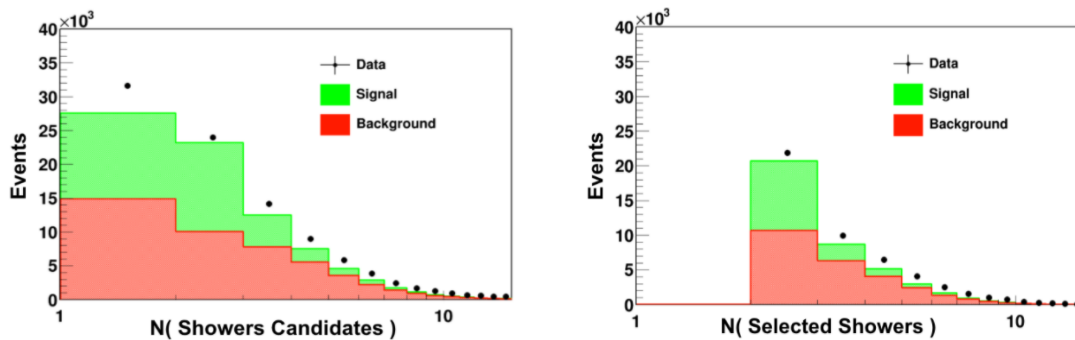 ×10³
40
35
30
25
20
15
10
5
0
Events
Data
Signal
Background
1
10
N( Showers Candidates )
×10³
40
35
30
25
20
15
10
5
0
Events
Data
Signal
Background
1
10
N( Selected Showers )